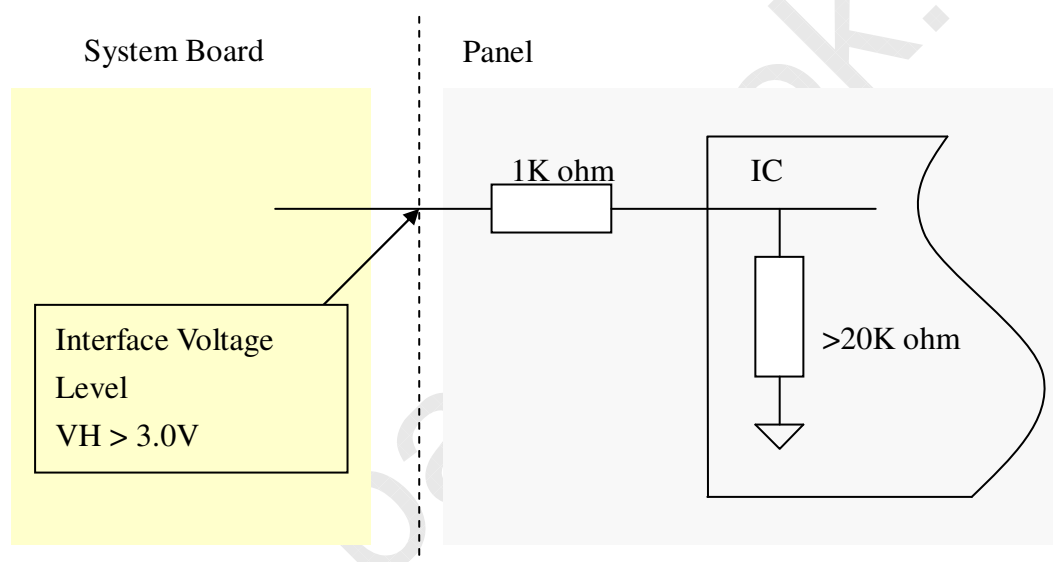 System Board
Panel
1K ohm
IC
Interface Voltage
Level
VH > 3.0V
>20K ohm